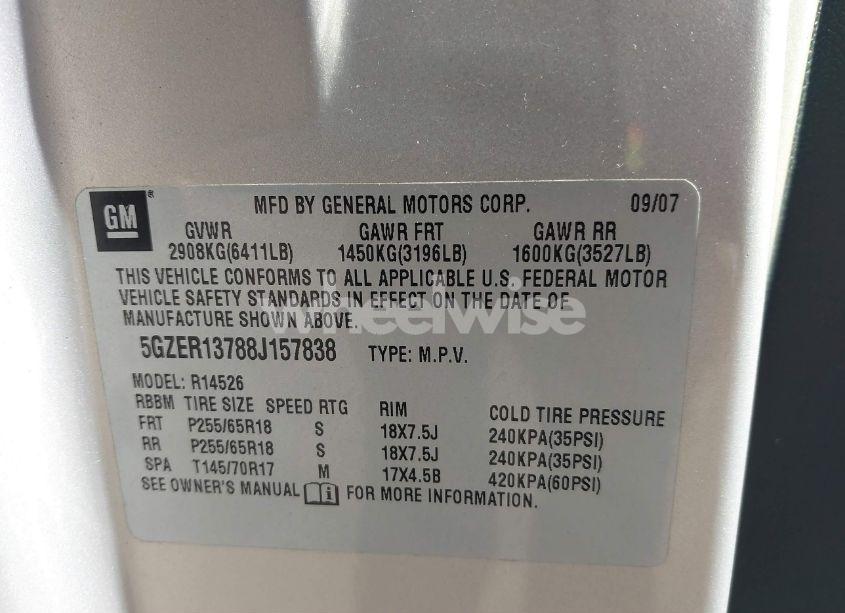 GM ®
MFD BY GENERAL MOTORS CORP. 09/07
GVWR GAWR FRT GAWR RR
2908KG(6411LB) 1450KG(3196LB) 1600KG(3527LB)
THIS VEHICLE CONFORMS TO ALL APPLICABLE U.S. FEDERAL MOTOR
VEHICLE SAFETY STANDARDS IN EFFECT ON THE DATE OF
MANUFACTURE SHOWN ABOVE.
wheelwise
5GZER13788J157838 TYPE: M.P.V.
MODEL: R14526
RBBM TIRE SIZE SPEED RTG RIM COLD TIRE PRESSURE
FRT P255/65R18 S 18X7.5J 240KPA(35PSI)
RR P255/65R18 S 18X7.5J 240KPA(35PSI)
SPA T145/70R17 M 17X4.5B 420KPA(60PSI)
SEE OWNER'S MANUAL i FOR MORE INFORMATION.